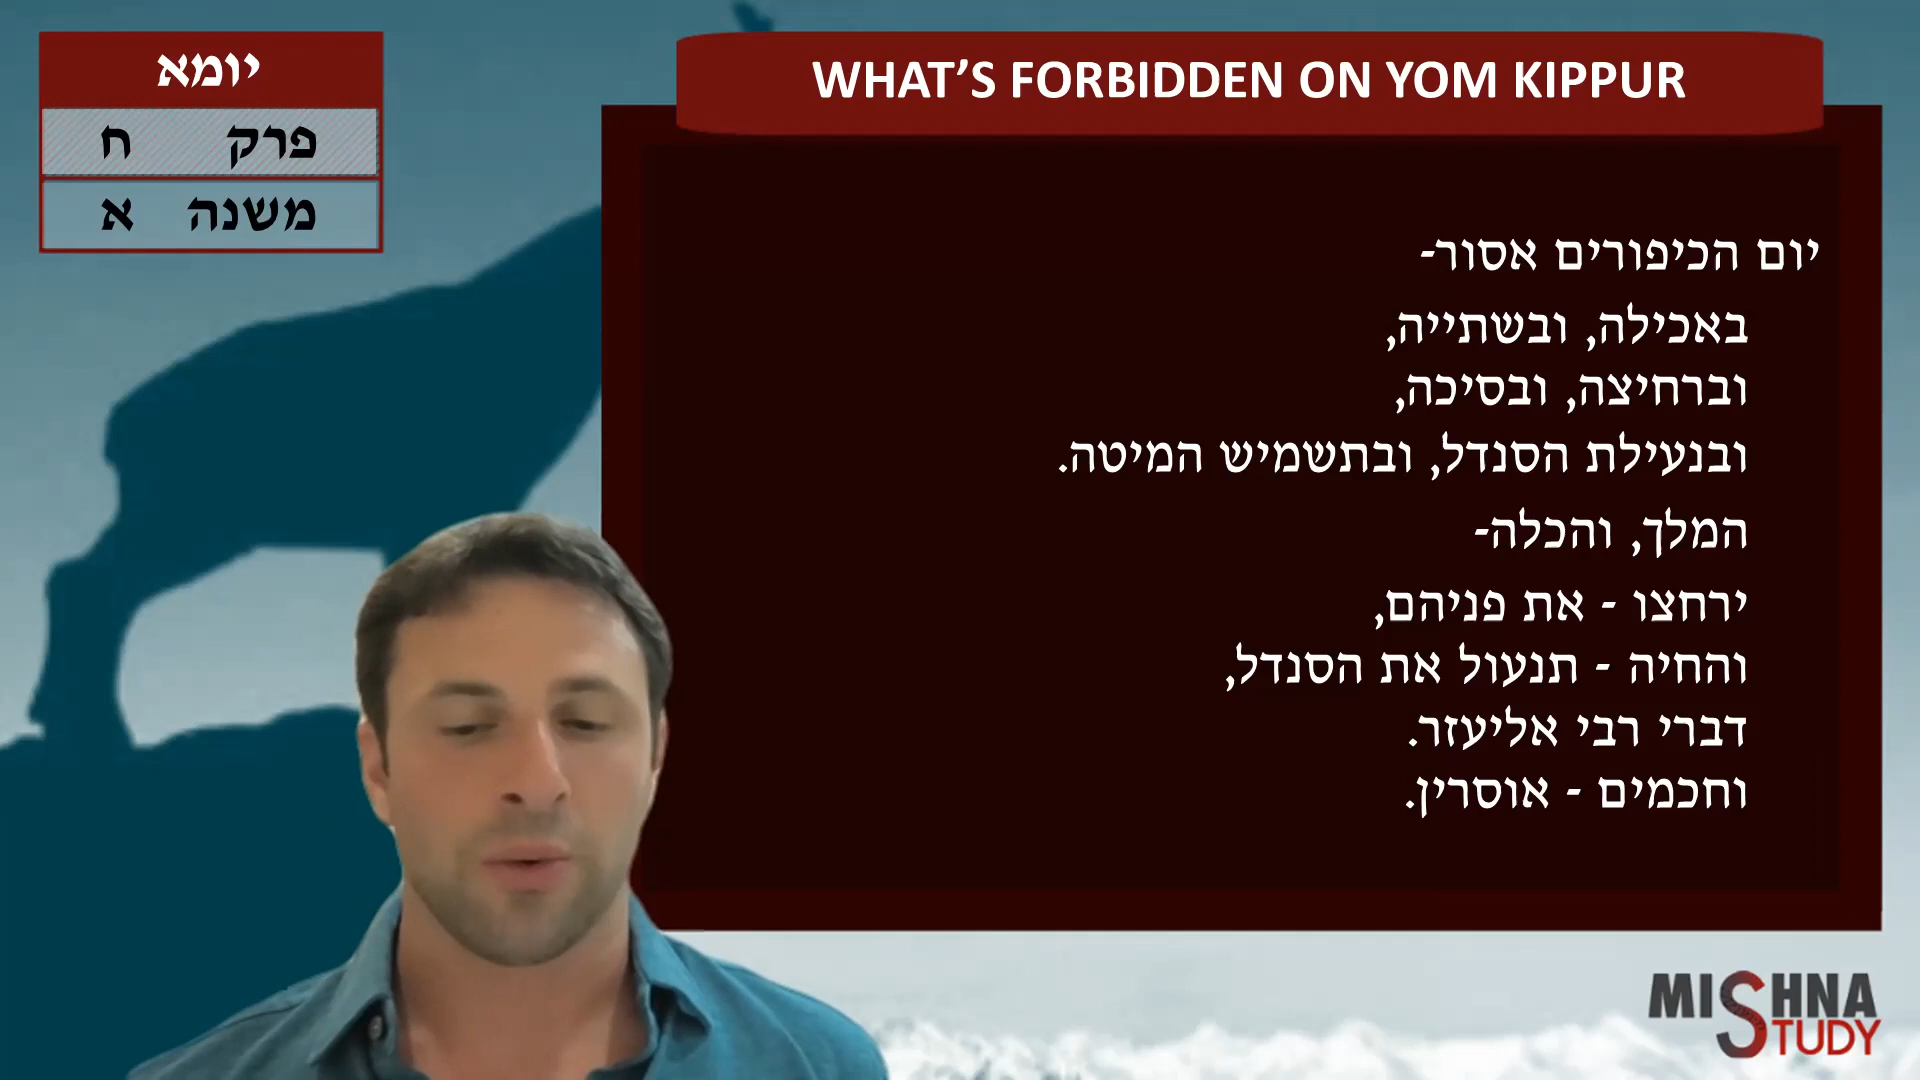 יומא
פרק ח
משנה א
WHAT’S FORBIDDEN ON YOM KIPPUR
יום הכיפורים אסור-
באכילה, ובשתייה,
וברחיצה, ובסיכה,
ובנעילת הסנדל, ובתשמיש המיטה.
המלך, והכלה-
ירחצו - את פניהם,
והחיה - תנעול את הסנדל,
דברי רבי אליעזר.
וחכמים - אוסרין.
MISHNA
STUDY